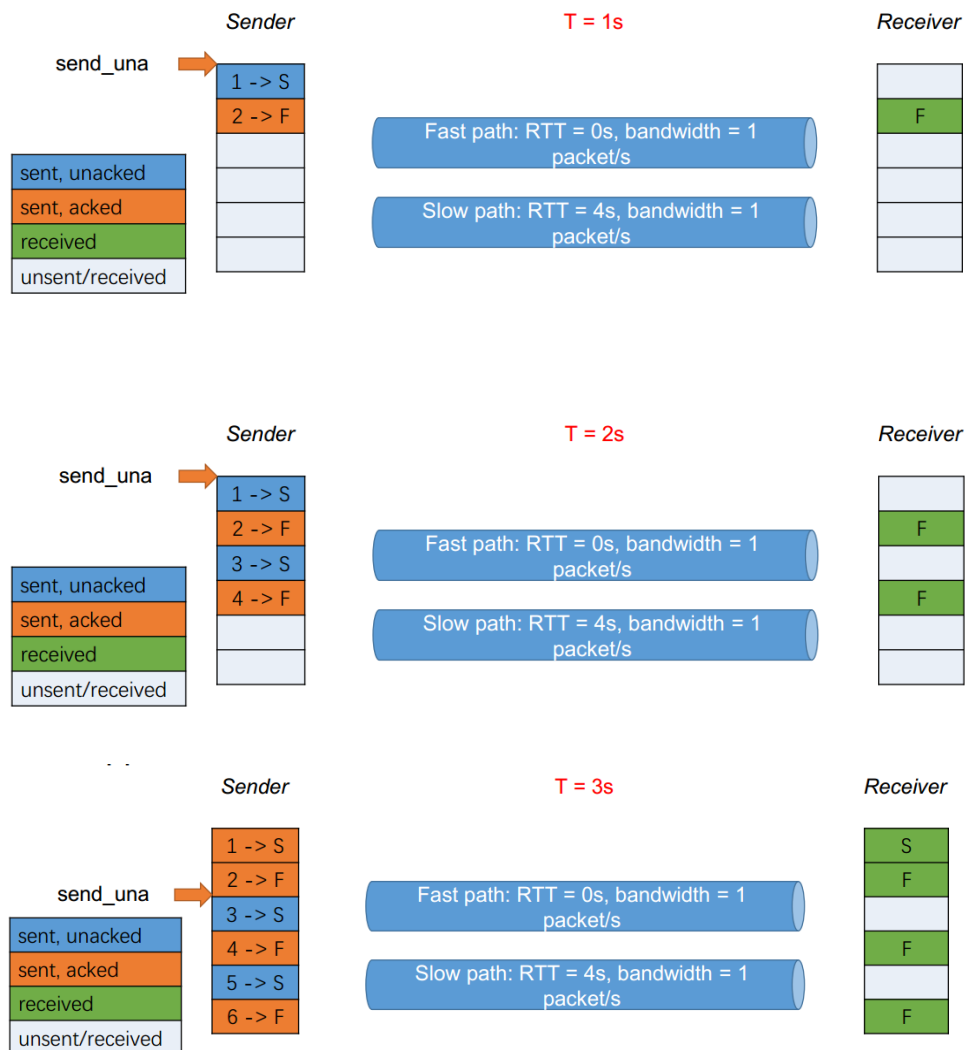 Sender
T = 1s
Receiver
send_una
1 -> S
2 -> F
F
Fast path: RTT = 0s, bandwidth = 1
packet/s
sent, unacked
sent, acked
received
unsent/received
Slow path: RTT = 4s, bandwidth = 1
packet/s
Sender
T = 2s
Receiver
send_una
1 -> S
2 -> F
3 -> S
4 -> F
F
F
Fast path: RTT = 0s, bandwidth = 1
packet/s
sent, unacked
sent, acked
received
unsent/received
Slow path: RTT = 4s, bandwidth = 1
packet/s
Sender
T = 3s
Receiver
send_una
1 -> S
2 -> F
3 -> S
4 -> F
5 -> S
6 -> F
S
F
F
F
Fast path: RTT = 0s, bandwidth = 1
packet/s
sent, unacked
sent, acked
received
unsent/received
Slow path: RTT = 4s, bandwidth = 1
packet/s